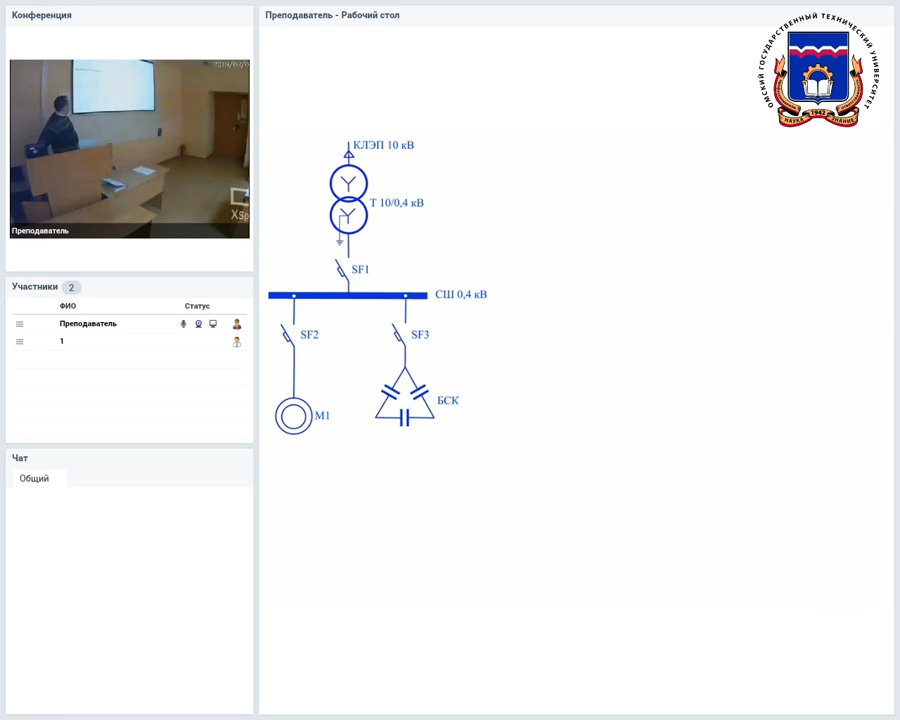 Конференция
Преподаватель
Участники 2
ФИО Статус
Преподаватель
1
Чат
Общий
Преподаватель - Рабочий стол
ОМСКИЙ ГОСУДАРСТВЕННЫЙ ТЕХНИЧЕСКИЙ УНИВЕРСИТЕТ
НАУКА 1942 ЗНАНИЕ
КЛЭП 10 кВ
Т 10/0,4 кВ
SF1
СШ 0,4 кВ
SF2
SF3
БСК
М1